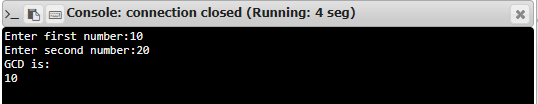 Console: connection closed (Running: 4 seg)
Enter first number:10
Enter second number:20
GCD is:
10